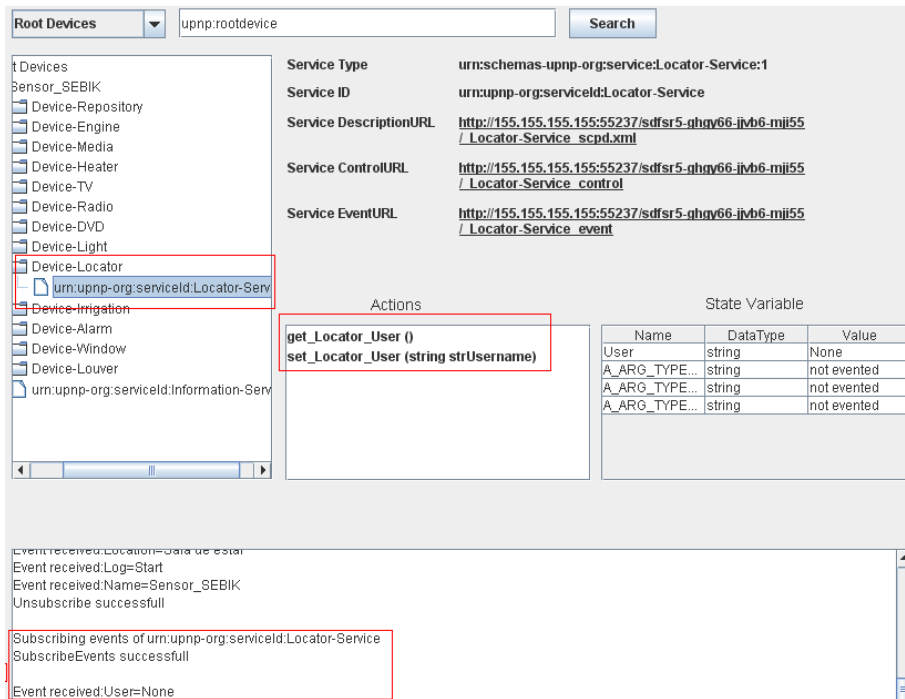 Root Devices
upnp:rootdevice
Search
t Devices
Sensor_SEBIK
Device-Repository
Device-Engine
Device-Media
Device-Heater
Device-TV
Device-Radio
Device-DVD
Device-Light
Device-Locator
urn:upnp-org:serviceId:Locator-Serv
Device-Irrigation
Device-Alarm
Device-Window
Device-Louver
urn:upnp-org:serviceId:Information-Serv
Service Type urn:schemas-upnp-org:service:Locator-Service:1
Service ID urn:upnp-org:serviceId:Locator-Service
Service DescriptionURL http://155.155.155.155:55237/sdfsr5-ghgy66-jjvb6-mji55
/_Locator-Service_scpd.xml
Service ControlURL http://155.155.155.155:55237/sdfsr5-ghgy66-jjvb6-mji55
/_Locator-Service_control
Service EventURL http://155.155.155.155:55237/sdfsr5-ghgy66-jjvb6-mji55
/_Locator-Service_event
Actions
get_Locator_User ()
set_Locator_User (string strUsername)
State Variable
Name DataType Value
User string None
A_ARG_TYPE... string not evented
A_ARG_TYPE... string not evented
A_ARG_TYPE... string not evented
Event received:Location=Sala de estar
Event received:Log=Start
Event received:Name=Sensor_SEBIK
Unsubscribe successfull
Subscribing events of urn:upnp-org:serviceId:Locator-Service
SubscribeEvents successfull
Event received:User=None